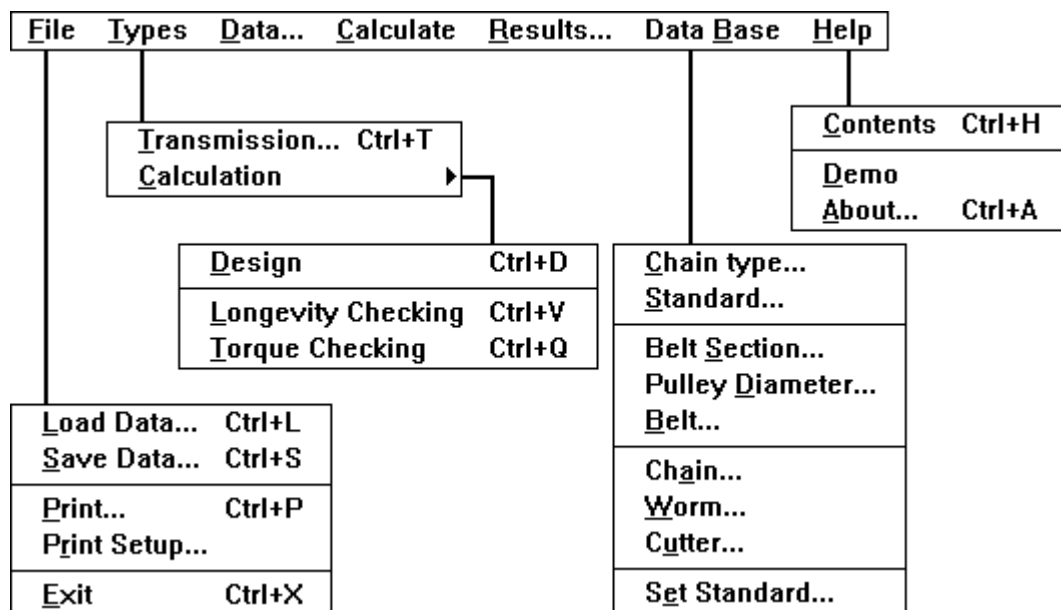 File Types Data... Calculate Results... Data Base Help
Transmission... Ctrl+T
Calculation
Contents Ctrl+H
Demo
About... Ctrl+A
Design Ctrl+D
Longevity Checking Ctrl+V
Torque Checking Ctrl+Q
Chain type...
Standard...
Belt Section...
Pulley Diameter...
Belt...
Chain...
Worm...
Cutter...
Set Standard...
Load Data... Ctrl+L
Save Data... Ctrl+S
Print... Ctrl+P
Print Setup...
Exit Ctrl+X